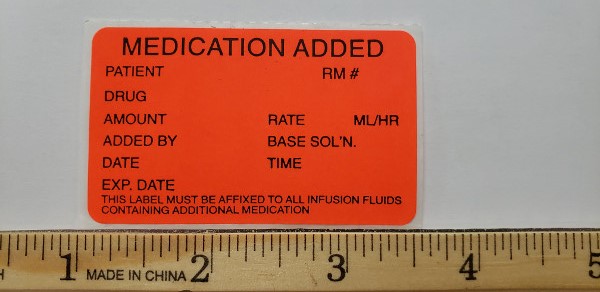 MEDICATION ADDED
PATIENT RM #
DRUG
AMOUNT RATE ML/HR
ADDED BY BASE SOL'N.
DATE TIME
EXP. DATE
THIS LABEL MUST BE AFFIXED TO ALL INFUSION FLUIDS
CONTAINING ADDITIONAL MEDICATION
H 1 MADE IN CHINA 2 3 4 5